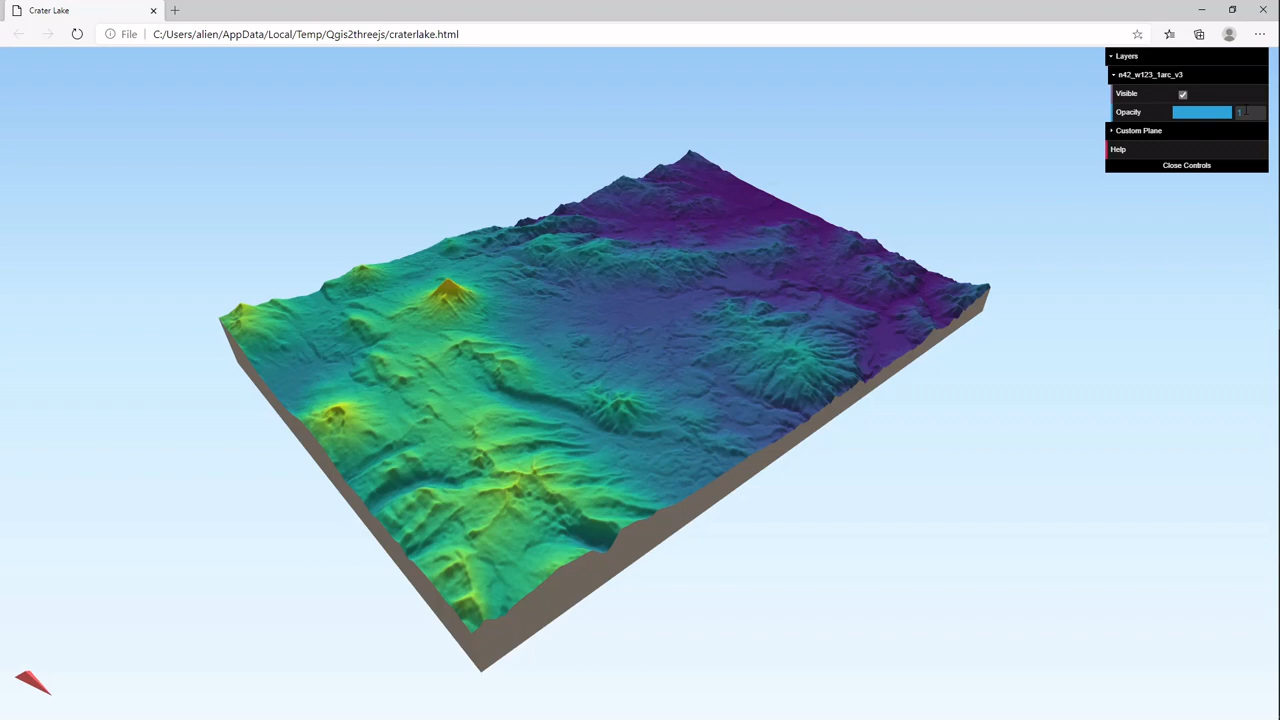 Crater Lake
File C:/Users/alien/AppData/Local/Temp/Qgis2threejs/craterlake.html
Layers
n42_w123_1arc_v3
Visible
Opacity 1
Custom Plane
Help
Close Controls